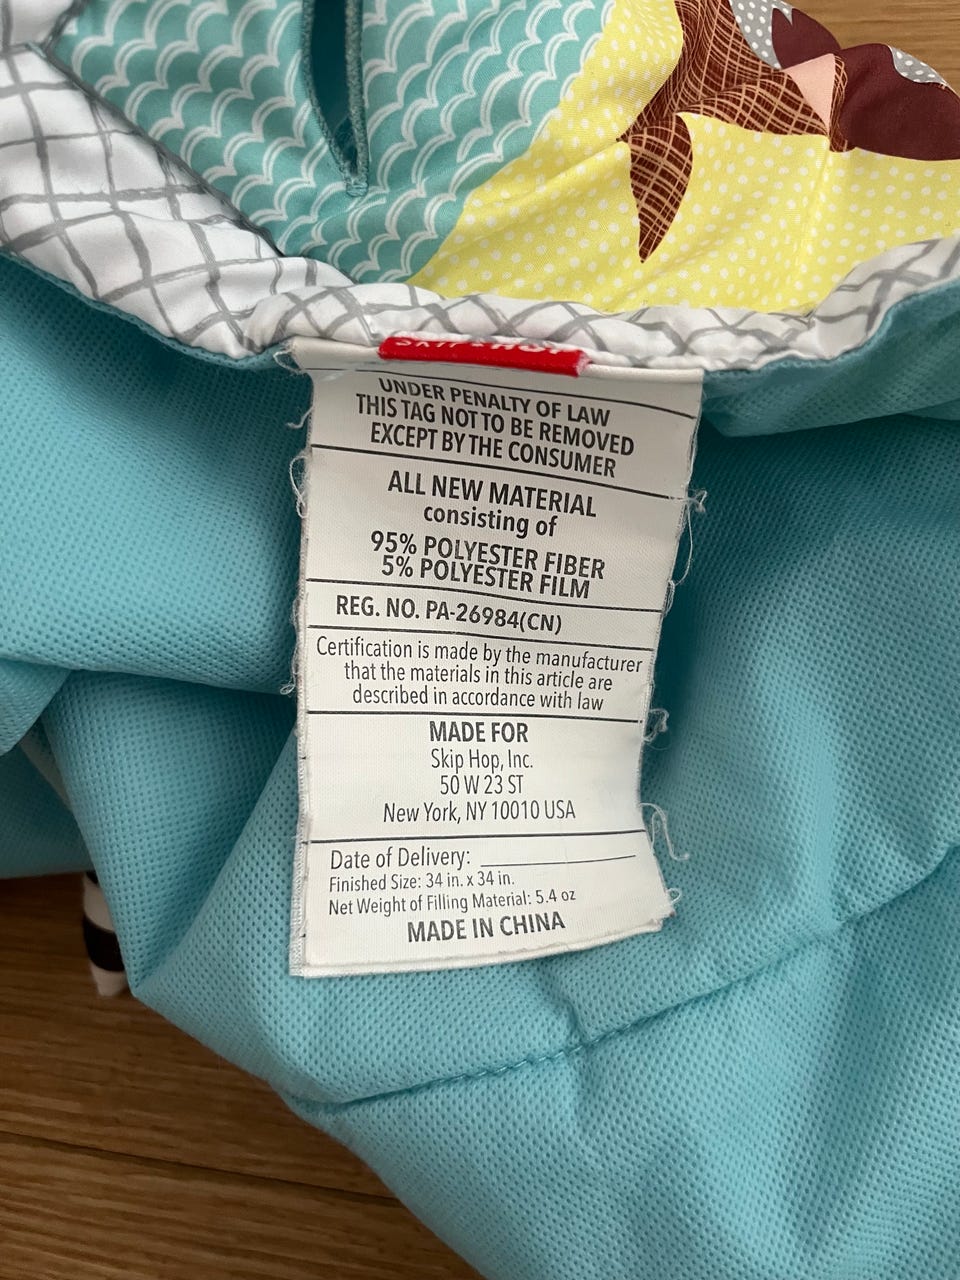 SKIP★HOP
UNDER PENALTY OF LAW
THIS TAG NOT TO BE REMOVED
EXCEPT BY THE CONSUMER
ALL NEW MATERIAL
consisting of
95% POLYESTER FIBER
5% POLYESTER FILM
REG. NO. PA-26984(CN)
Certification is made by the manufacturer
that the materials in this article are
described in accordance with law
MADE FOR
Skip Hop, Inc.
50 W 23 ST
New York, NY 10010 USA
Date of Delivery:
Finished Size: 34 in. x 34 in.
Net Weight of Filling Material: 5.4 oz
MADE IN CHINA